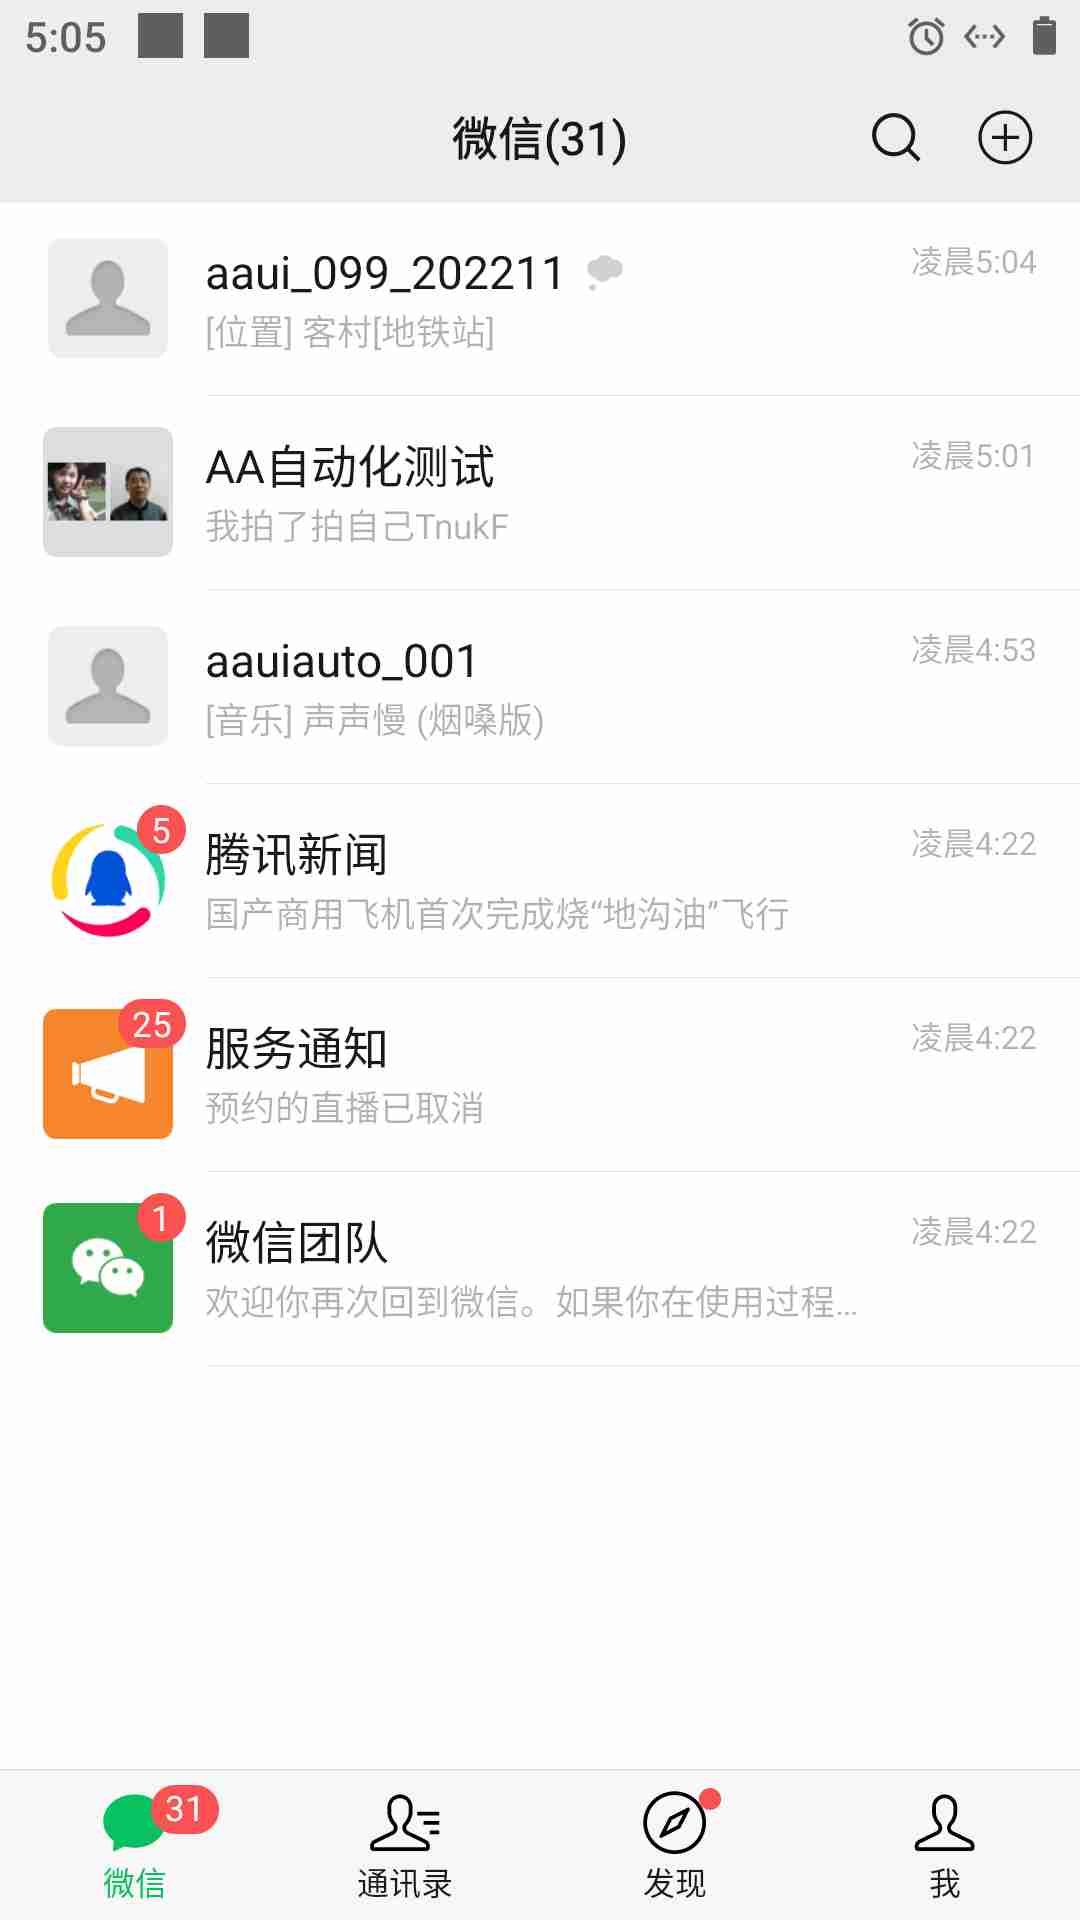 5:05
微信(31)
aaui_099_202211
凌晨5:04
[位置] 客村[地铁站]
AA自动化测试
凌晨5:01
我拍了拍自己TnukF
aauiauto_001
凌晨4:53
[音乐] 声声慢 (烟嗓版)
5
腾讯新闻
凌晨4:22
国产商用飞机首次完成烧“地沟油”飞行
25
服务通知
凌晨4:22
预约的直播已取消
1
微信团队
凌晨4:22
欢迎你再次回到微信。如果你在使用过程...
31
微信
通讯录
发现
我